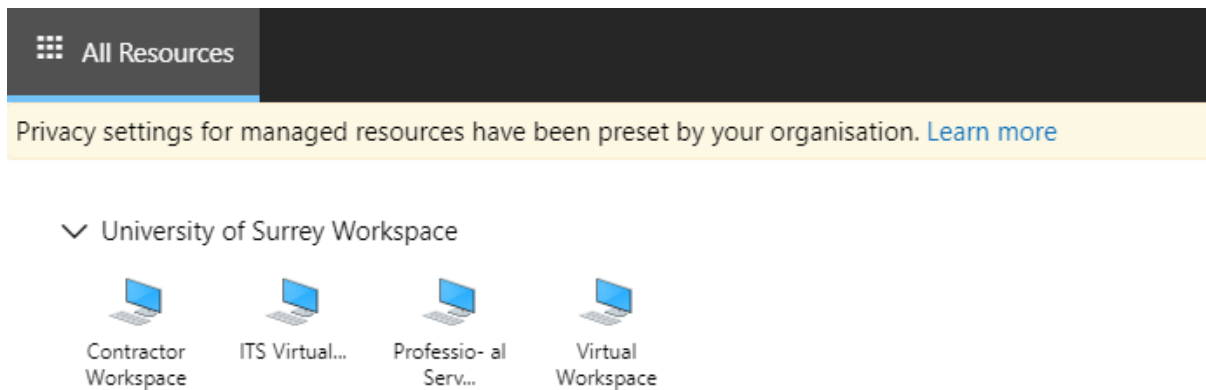 All Resources
Privacy settings for managed resources have been preset by your organisation. Learn more
University of Surrey Workspace
Contractor
Workspace
ITS Virtual...
Professio- al
Serv...
Virtual
Workspace